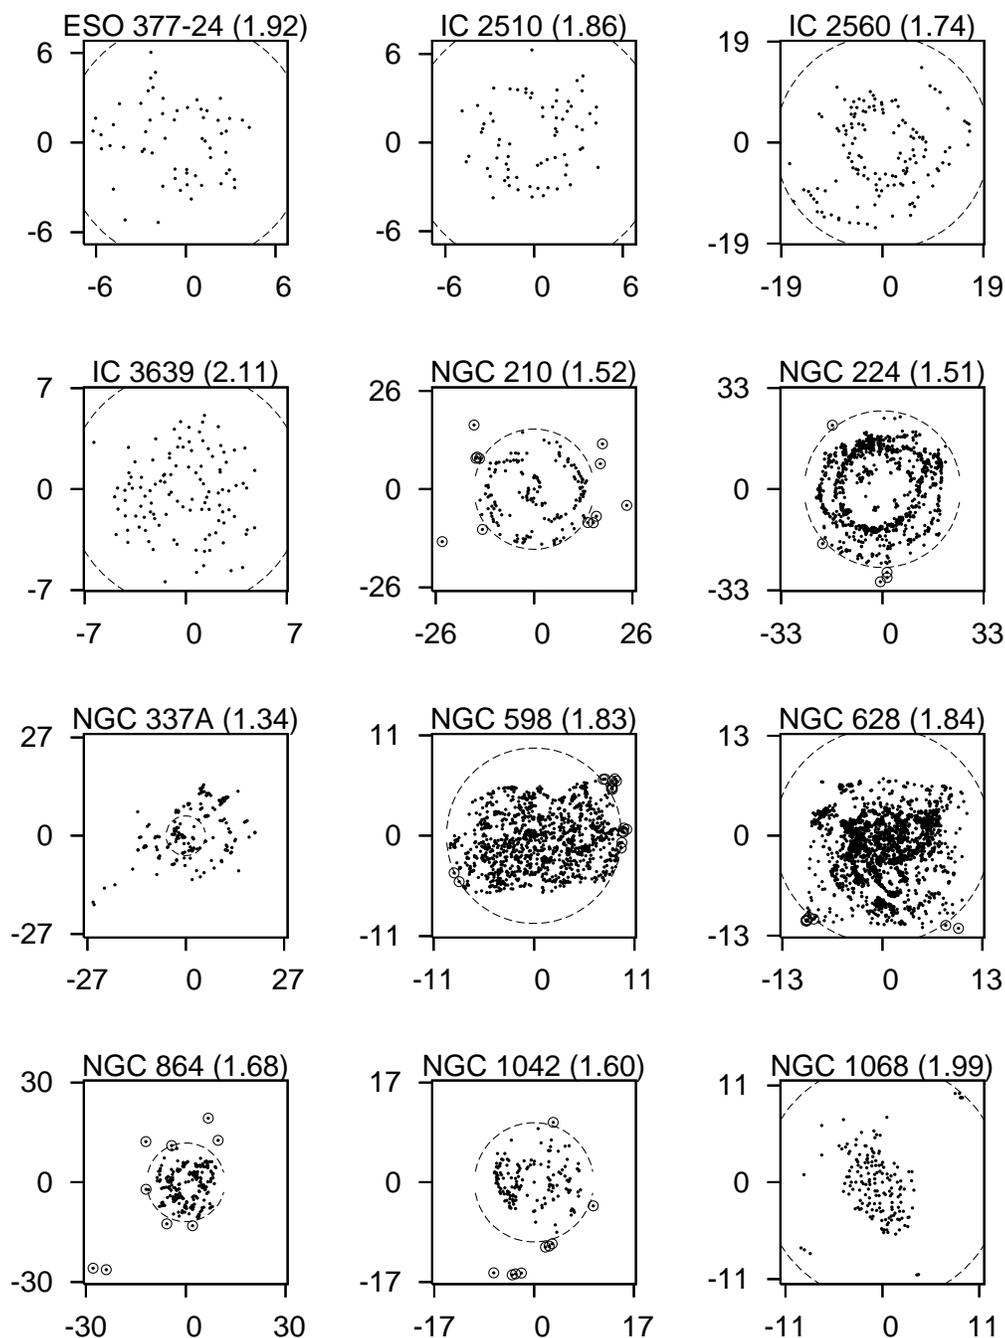 ESO 377-24 (1.92) IC 2510 (1.86) IC 2560 (1.74)
6 6 19
0 0 0
-6 -6 -19
-6 0 6 -6 0 6 -19 0 19
IC 3639 (2.11) NGC 210 (1.52) NGC 224 (1.51)
7 26 33
0 0 0
-7 -26 -33
-7 0 7 -26 0 26 -33 0 33
NGC 337A (1.34) NGC 598 (1.83) NGC 628 (1.84)
27 11 13
0 0 0
-27 -11 -13
-27 0 27 -11 0 11 -13 0 13
NGC 864 (1.68) NGC 1042 (1.60) NGC 1068 (1.99)
30 17 11
0 0 0
-30 -17 -11
-30 0 30 -17 0 17 -11 0 11